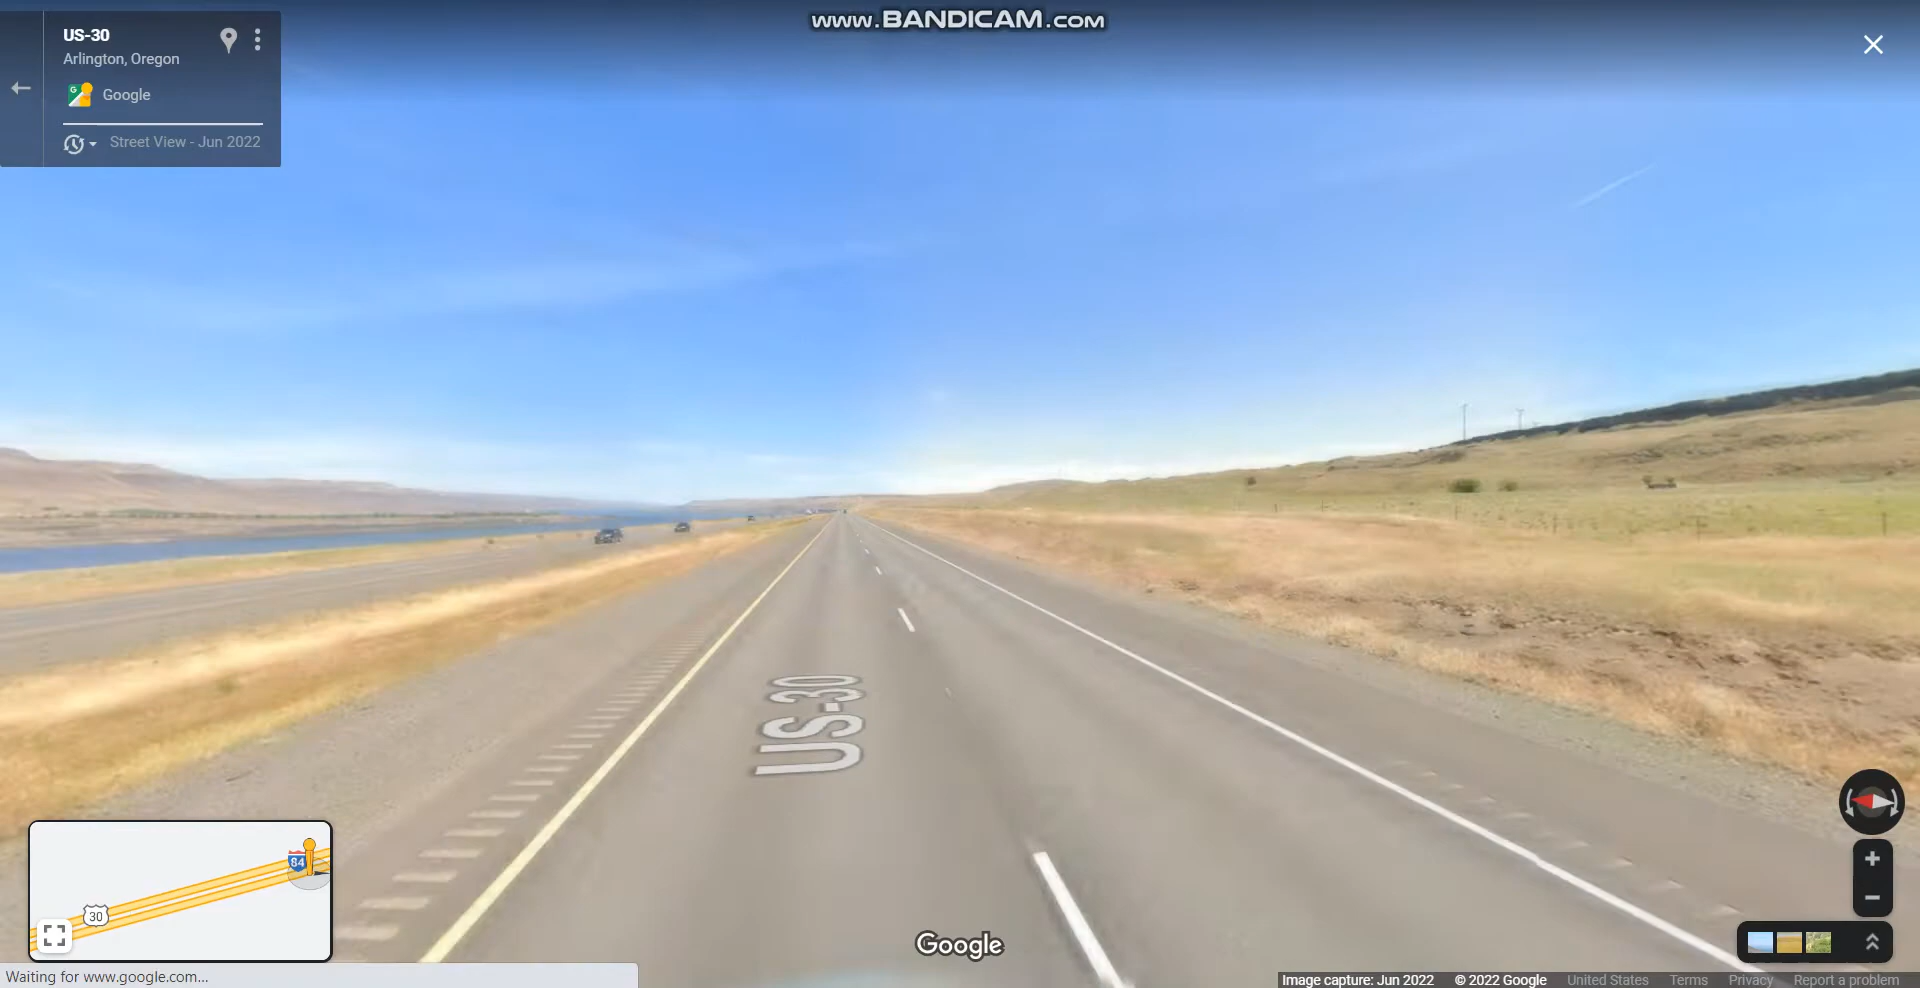 www.BANDICAM.com
US-30
Arlington, Oregon
Google
Street View - Jun 2022
US-30
84
30
Google
Waiting for www.google.com...
Image capture: Jun 2022 © 2022 Google United States Terms Privacy Report a problem